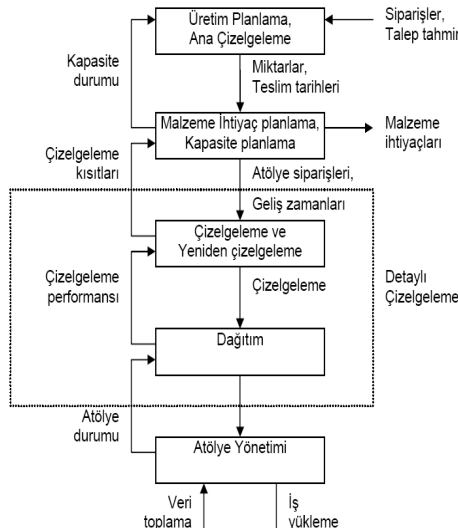 Üretim Planlama,
Ana Çizelgeleme
Siparişler,
Talep tahmin
Kapasite
durumu
Miktarlar,
Teslim tarihleri
Malzeme İhtiyaç planlama,
Kapasite planlama
Malzeme
ihtiyaçları
Çizelgeleme
kısıtları
Atölye siparişleri,
Geliş zamanları
Çizelgeleme ve
Yeniden çizelgeleme
Çizelgeleme
performansı
Çizelgeleme
Detaylı
Çizelgeleme
Dağıtım
Atölye
durumu
Atölye Yönetimi
Veri
toplama
İş
yükleme